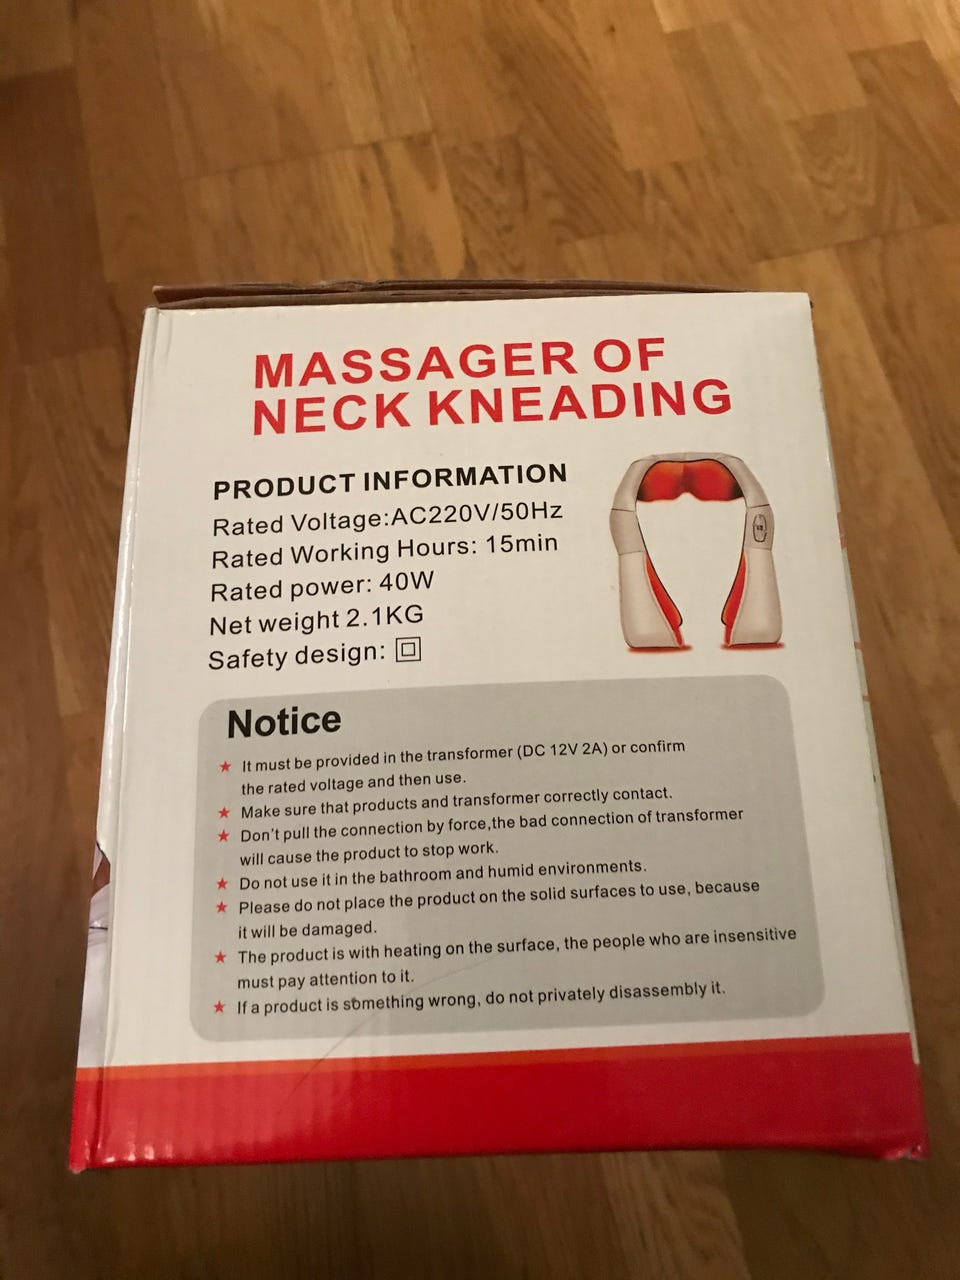 MASSAGER OF
NECK KNEADING
PRODUCT INFORMATION
Rated Voltage:AC220V/50Hz
Rated Working Hours: 15min
Rated power: 40W
Net weight 2.1KG
Safety design:
Notice
★ It must be provided in the transformer (DC 12V 2A) or confirm
the rated voltage and then use.
★ Make sure that products and transformer correctly contact.
★ Don't pull the connection by force,the bad connection of transformer
will cause the product to stop work.
★ Do not use it in the bathroom and humid environments.
★ Please do not place the product on the solid surfaces to use, because
it will be damaged.
★ The product is with heating on the surface, the people who are insensitive
must pay attention to it.
★ If a product is something wrong, do not privately disassembly it.